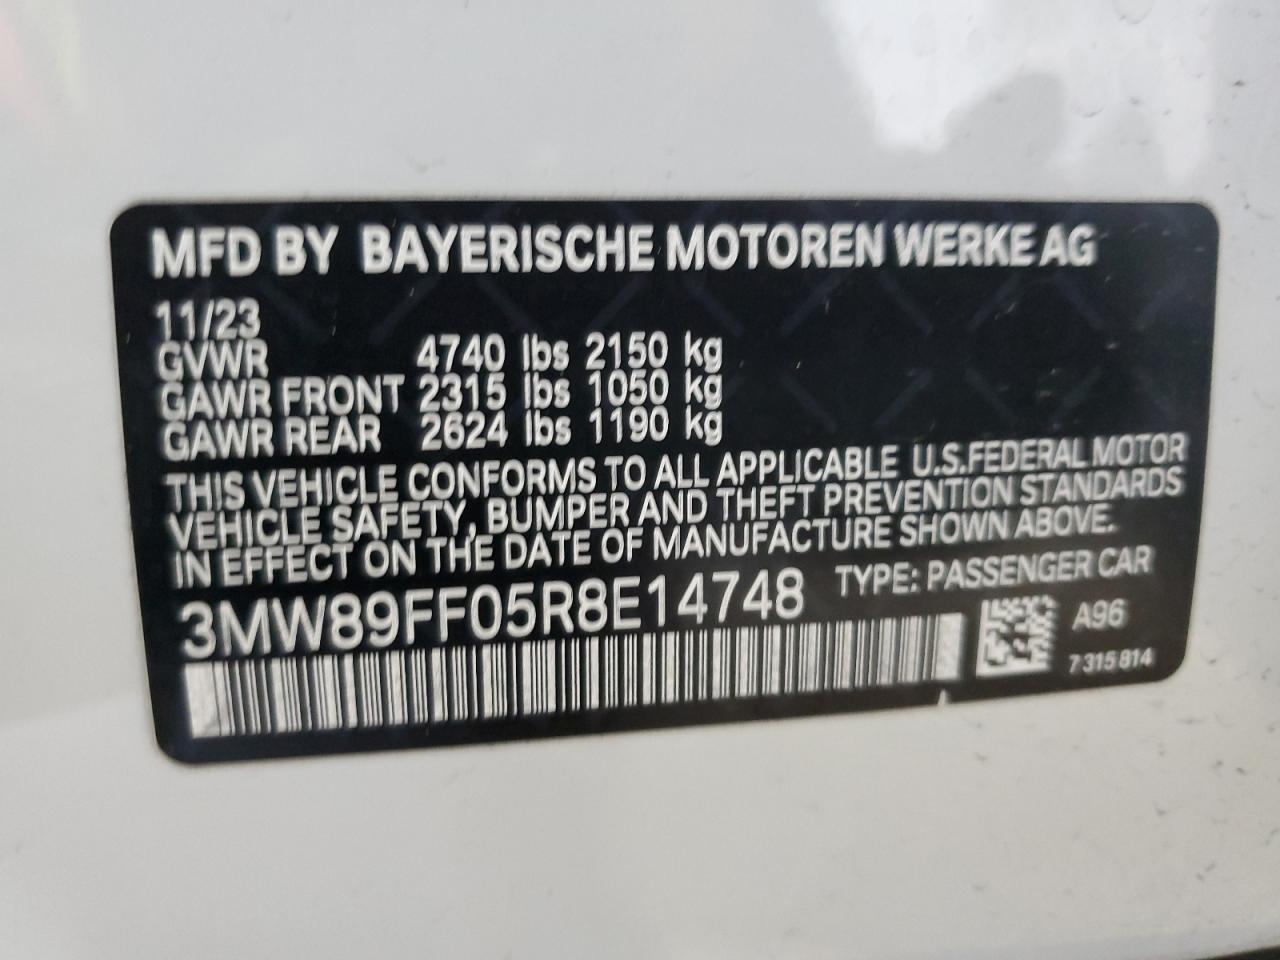 MFD BY BAYERISCHE MOTOREN WERKE AG
11/23
GVWR 4740 lbs 2150 kg
GAWR FRONT 2315 lbs 1050 kg
GAWR REAR 2624 lbs 1190 kg
THIS VEHICLE CONFORMS TO ALL APPLICABLE U.S.FEDERAL MOTOR
VEHICLE SAFETY, BUMPER AND THEFT PREVENTION STANDARDS
IN EFFECT ON THE DATE OF MANUFACTURE SHOWN ABOVE.
3MW89FF05R8E14748 TYPE: PASSENGER CAR
A96
7 315 814